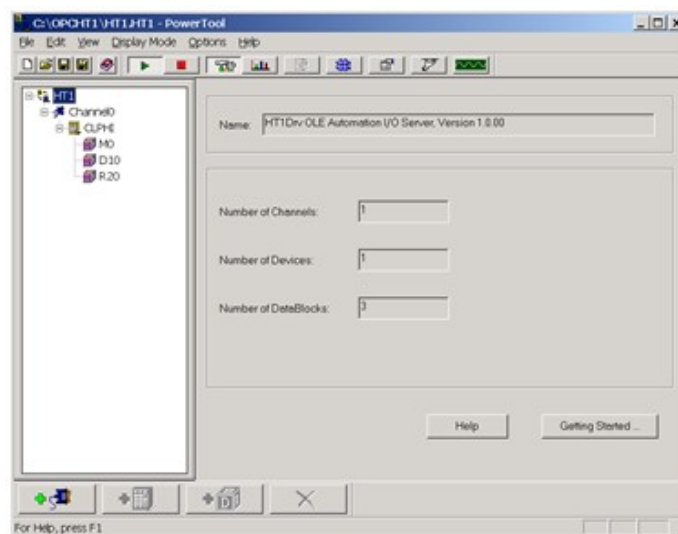 C:\OPCHT1\HT1.HT1 - PowerTool
File Edit View Display Mode Options Help
HT1
Channel0
CLPHI
M0
D10
R20
Name: HT1Drv OLE Automation I/O Server, Version 1.0.00
Number of Channels: 1
Number of Devices: 1
Number of DataBlocks: 3
Help Getting Started ...
For Help, press F1